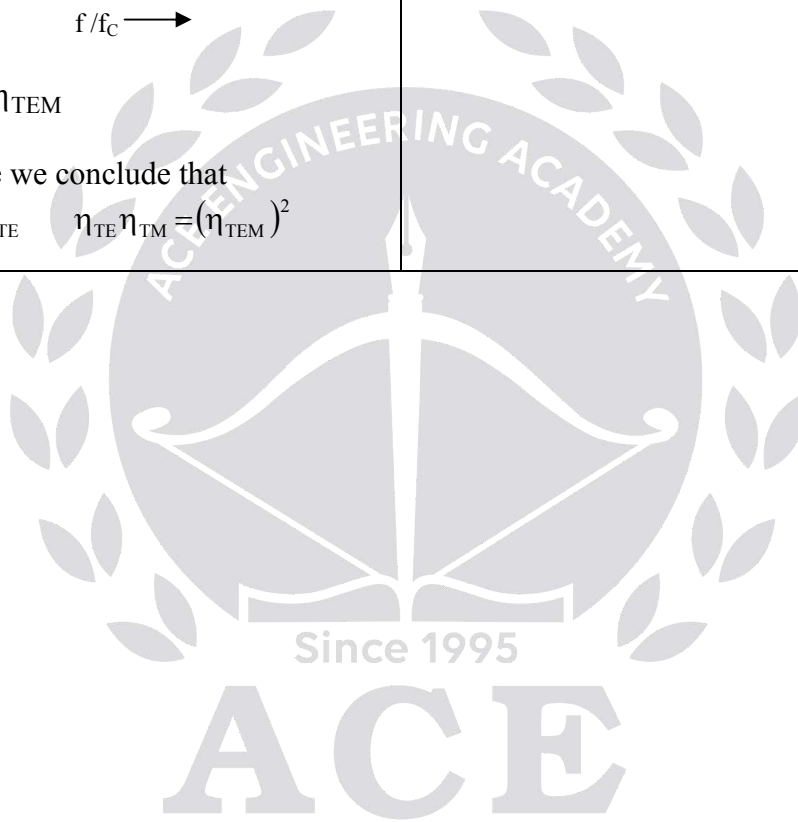 f /f_C ⟶
η_TEM
we conclude that
TE η_TE η_TM = (η_TEM)²
ACE ENGINEERING ACADEMY
Since 1995
ACE